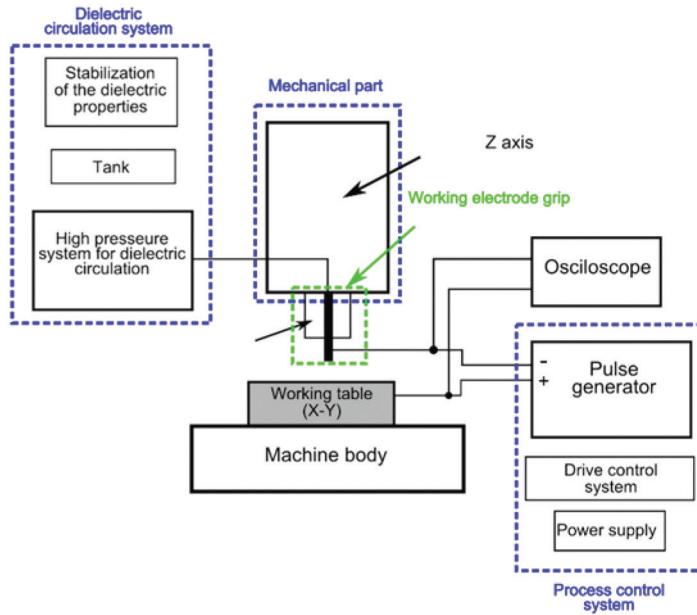 Dielectric
circulation system
Stabilization
of the dielectric
properties
Tank
High presseure
system for dielectric
circulation
Mechanical part
Z axis
Working electrode grip
Osciloscope
-
+
Pulse
generator
Working table
(X-Y)
Machine body
Drive control
system
Power supply
Process control
system